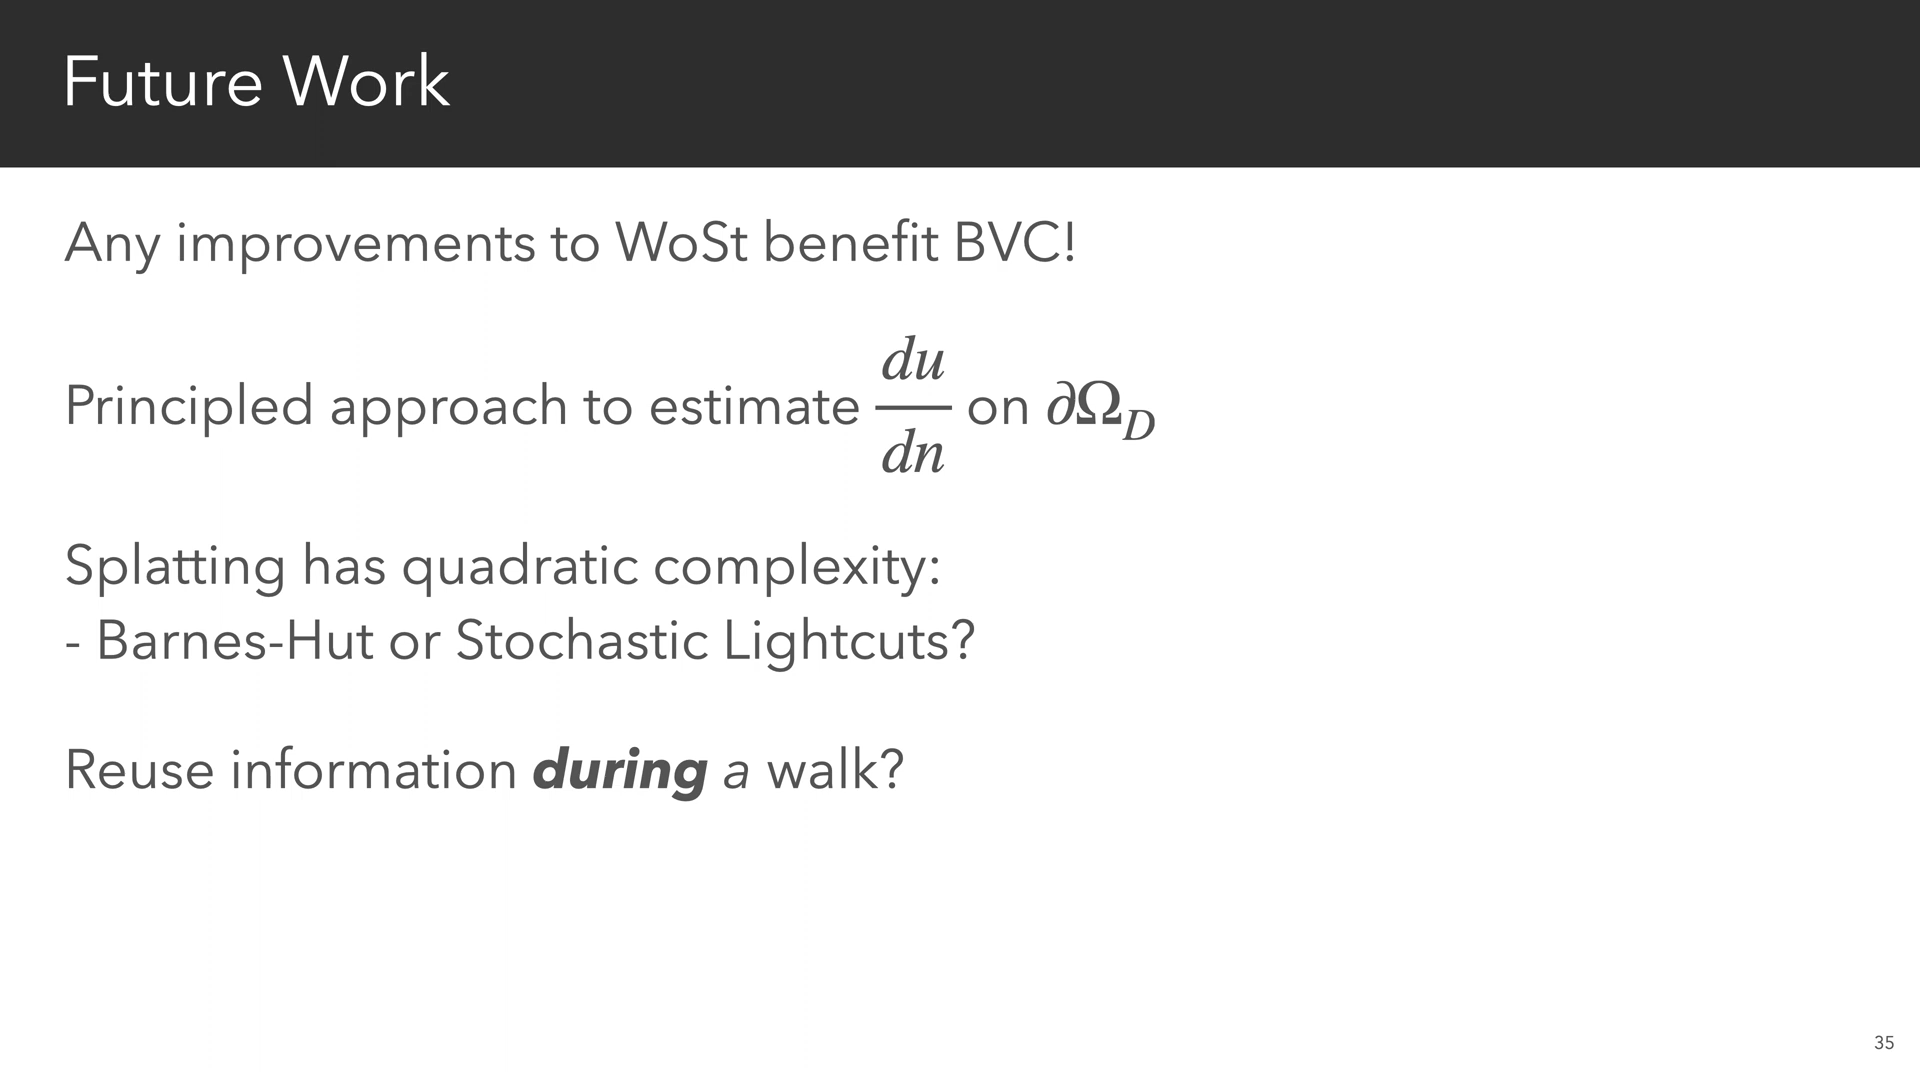 Future Work
Any improvements to WoSt benefit BVC!
Principled approach to estimate du/dn on ∂Ω_D
Splatting has quadratic complexity:
- Barnes-Hut or Stochastic Lightcuts?
Reuse information during a walk?
35